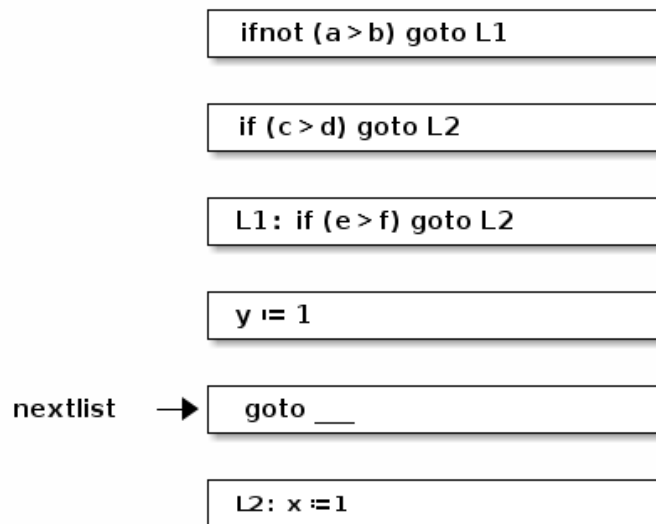 ifnot (a > b) goto L1
if (c > d) goto L2
L1: if (e > f) goto L2
y := 1
nextlist goto ___
L2: x := 1